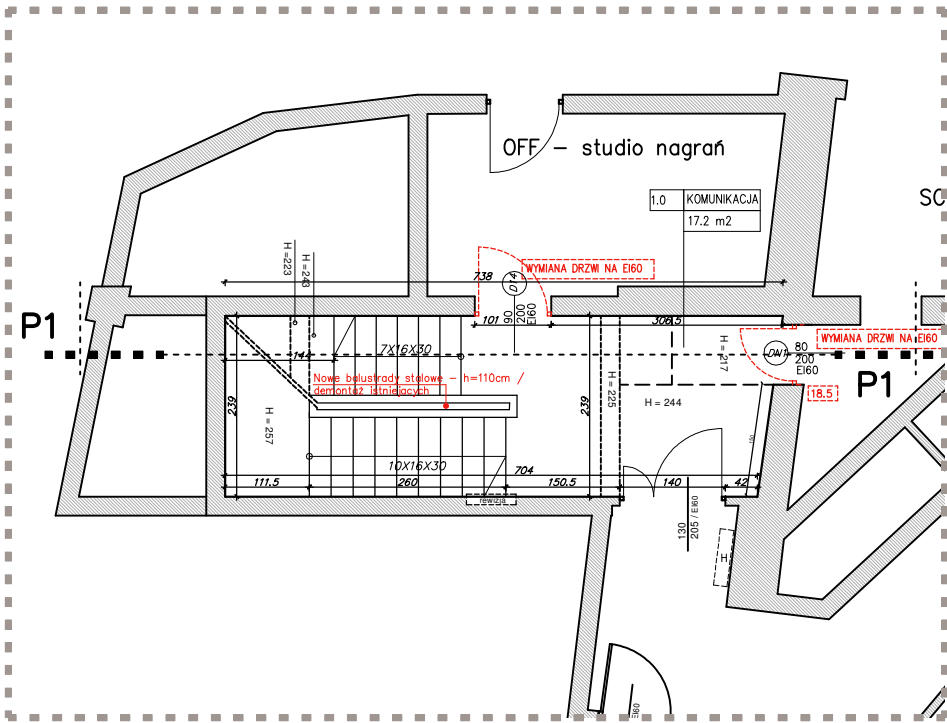 OFF – studio nagrań
SC
1.0 KOMUNIKACJA
17.2 m2
H=223
H = 243
738
D14
WYMIANA DRZWI NA EI60
90
200
EI60
101
306.5
P1
WYMIANA DRZWI NA EI60
DW1
80
200
EI60
P1
18.5
7X16X30
H = 217
Nowe balustrady stalowe – h=110cm /
demontaż istniejących
239
H = 257
239
H = 225
H = 244
10X16X30
704
111.5
260
150.5
140
42
rewizja
130
205 / EI60
H
EI60